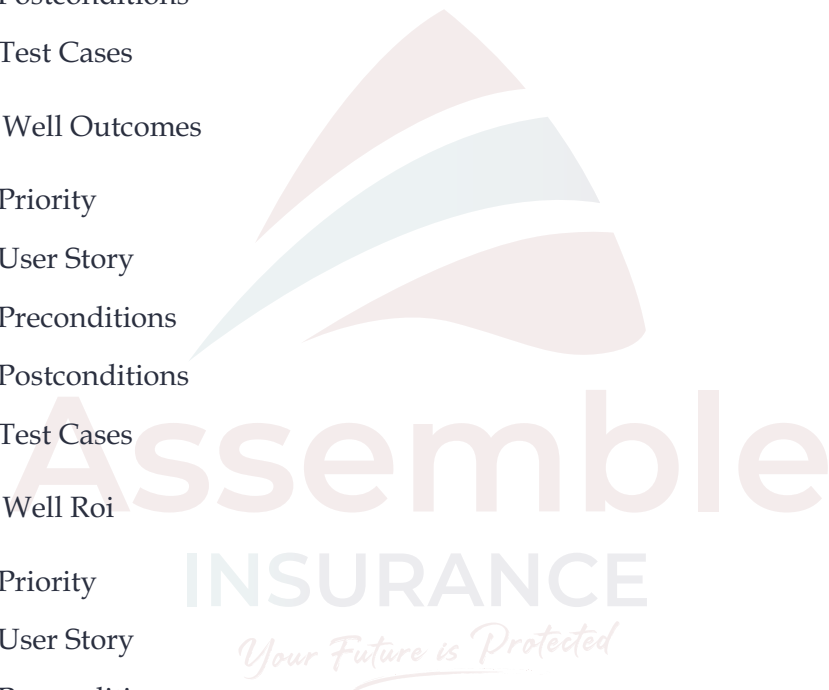 Postconditions
Test Cases
Well Outcomes
Priority
User Story
Preconditions
Postconditions
Test Cases
Well Roi
Priority
User Story
Assemble
INSURANCE
Your Future is Protected